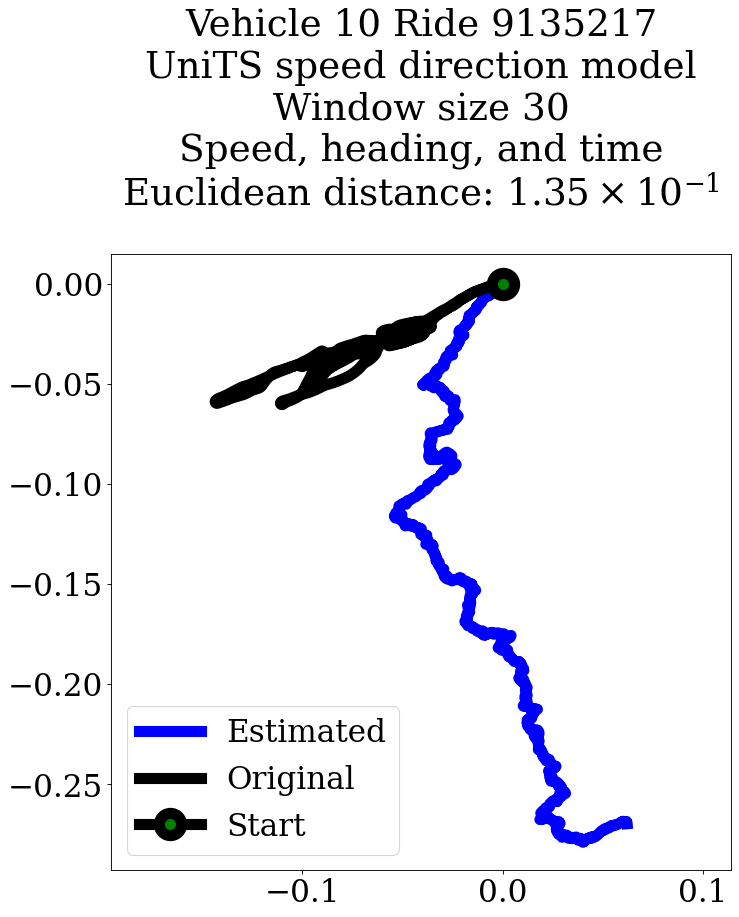 Vehicle 10 Ride 9135217
UniTS speed direction model
Window size 30
Speed, heading, and time
Euclidean distance: 1.35 × 10⁻¹
0.00
−0.05
−0.10
−0.15
−0.20
−0.25
Estimated
Original
Start
−0.1
0.0
0.1